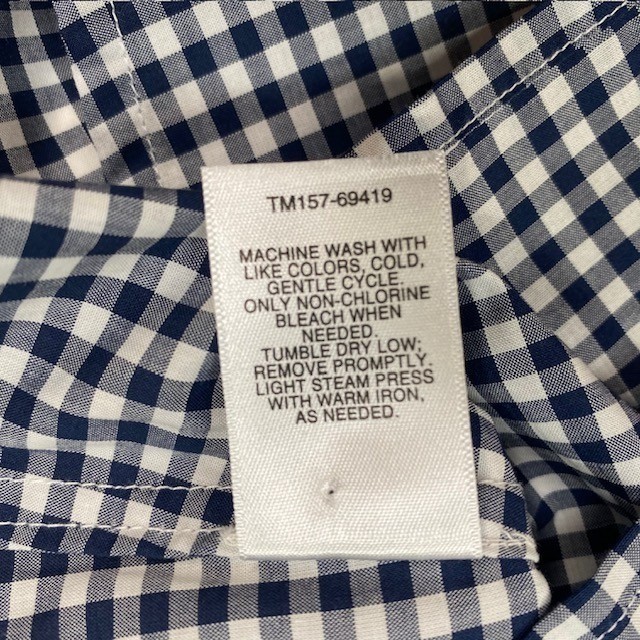 TM157-69419
MACHINE WASH WITH
LIKE COLORS, COLD,
GENTLE CYCLE.
ONLY NON-CHLORINE
BLEACH WHEN
NEEDED.
TUMBLE DRY LOW;
REMOVE PROMPTLY.
LIGHT STEAM PRESS
WITH WARM IRON,
AS NEEDED.